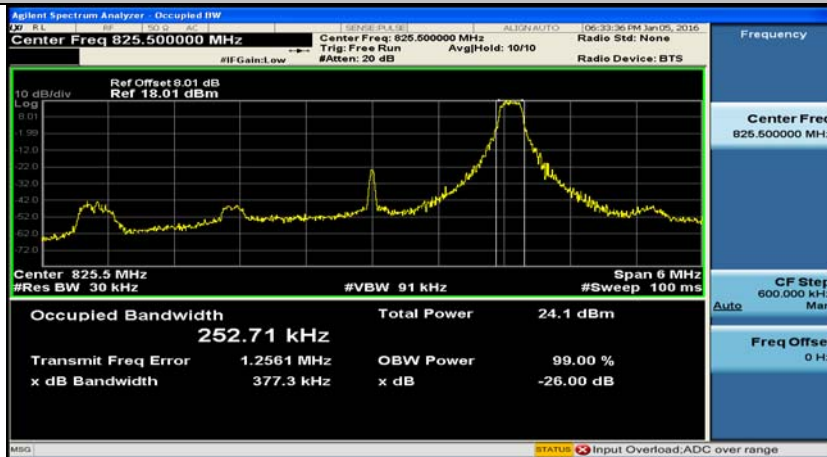 Agilent Spectrum Analyzer - Occupied BW
RL RF 50 Ω AC SENSE:PULSE ALIGN AUTO 06:33:36 PM Jan 05, 2016
Center Freq 825.500000 MHz
Center Freq: 825.500000 MHz Radio Std: None
Trig: Free Run Avg|Hold: 10/10
#IFGain:Low #Atten: 20 dB Radio Device: BTS
Frequency
Ref Offset 8.01 dB
10 dB/div Ref 18.01 dBm
Log
8.01
-1.99
-12.0
-22.0
-32.0
-42.0
-52.0
-62.0
-72.0
Center 825.5 MHz Span 6 MHz
#Res BW 30 kHz #VBW 91 kHz #Sweep 100 ms
Center Freq
825.500000 MHz
CF Step
600.000 kHz
Auto Man
Freq Offset
0 Hz
Occupied Bandwidth Total Power 24.1 dBm
252.71 kHz
Transmit Freq Error 1.2561 MHz OBW Power 99.00 %
x dB Bandwidth 377.3 kHz x dB -26.00 dB
MSG STATUS Input Overload;ADC over range